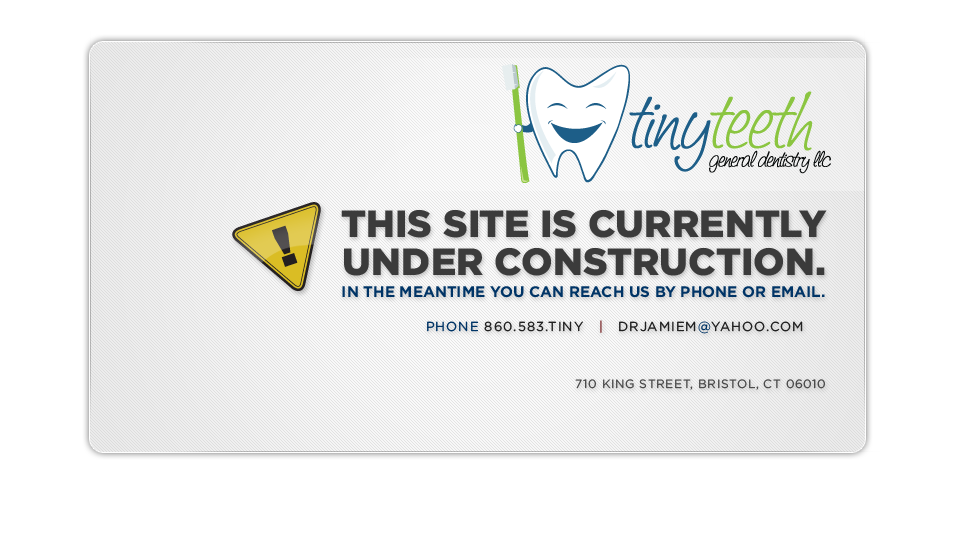 tinyteeth
general dentistry llc
THIS SITE IS CURRENTLY
UNDER CONSTRUCTION.
IN THE MEANTIME YOU CAN REACH US BY PHONE OR EMAIL.
PHONE 860.583.TINY | DRJAMIEM@YAHOO.COM
710 KING STREET, BRISTOL, CT 06010